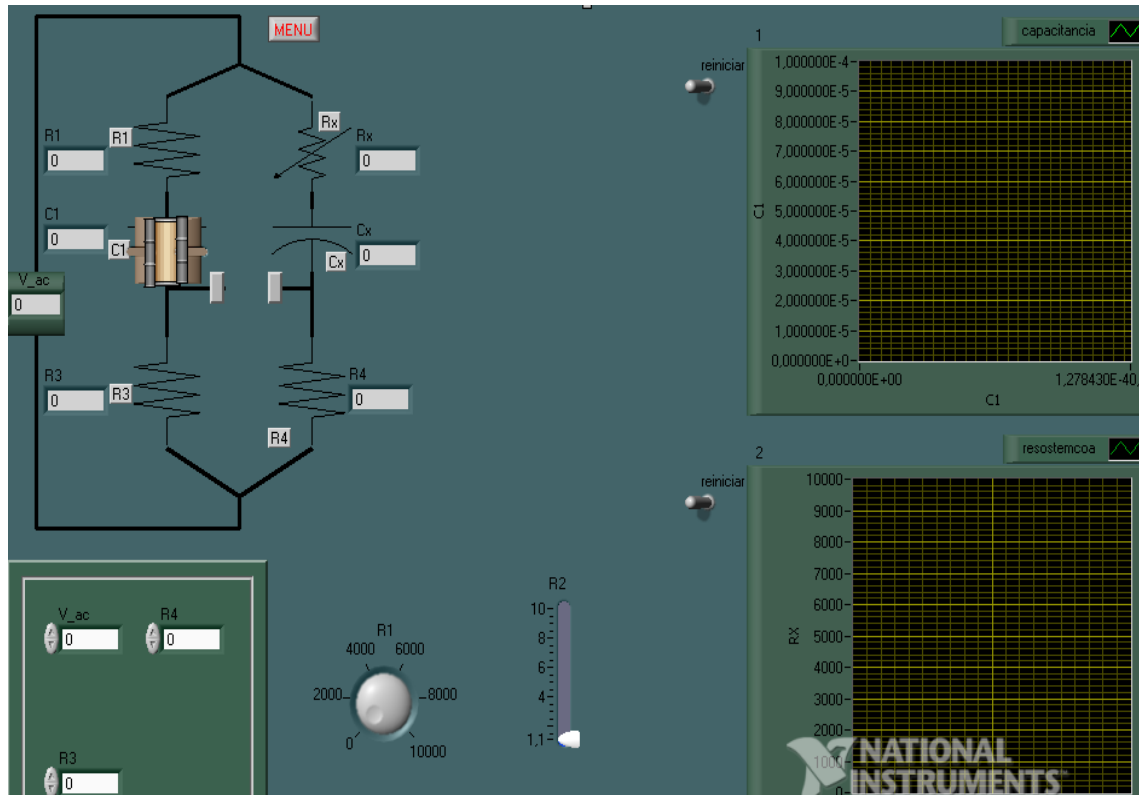 MENU
1
capacitancia
reiniciar
1,000000E-4
9,000000E-5
8,000000E-5
7,000000E-5
6,000000E-5
5,000000E-5
4,000000E-5
3,000000E-5
2,000000E-5
1,000000E-5
0,000000E+0
C1
0,000000E+00
1,278430E-40,
C1
R1
0
R1
Rx
Rx
0
C1
0
C1
Cx
0
Cx
V_ac
0
R3
0
R3
R4
0
R4
2
resostemcoa
reiniciar
10000
9000
8000
7000
6000
5000
4000
3000
2000
1000
0
RX
V_ac
0
R4
0
R3
0
R1
0
2000
4000
6000
8000
10000
R2
10
8
6
4
1,1
NATIONAL
INSTRUMENTS